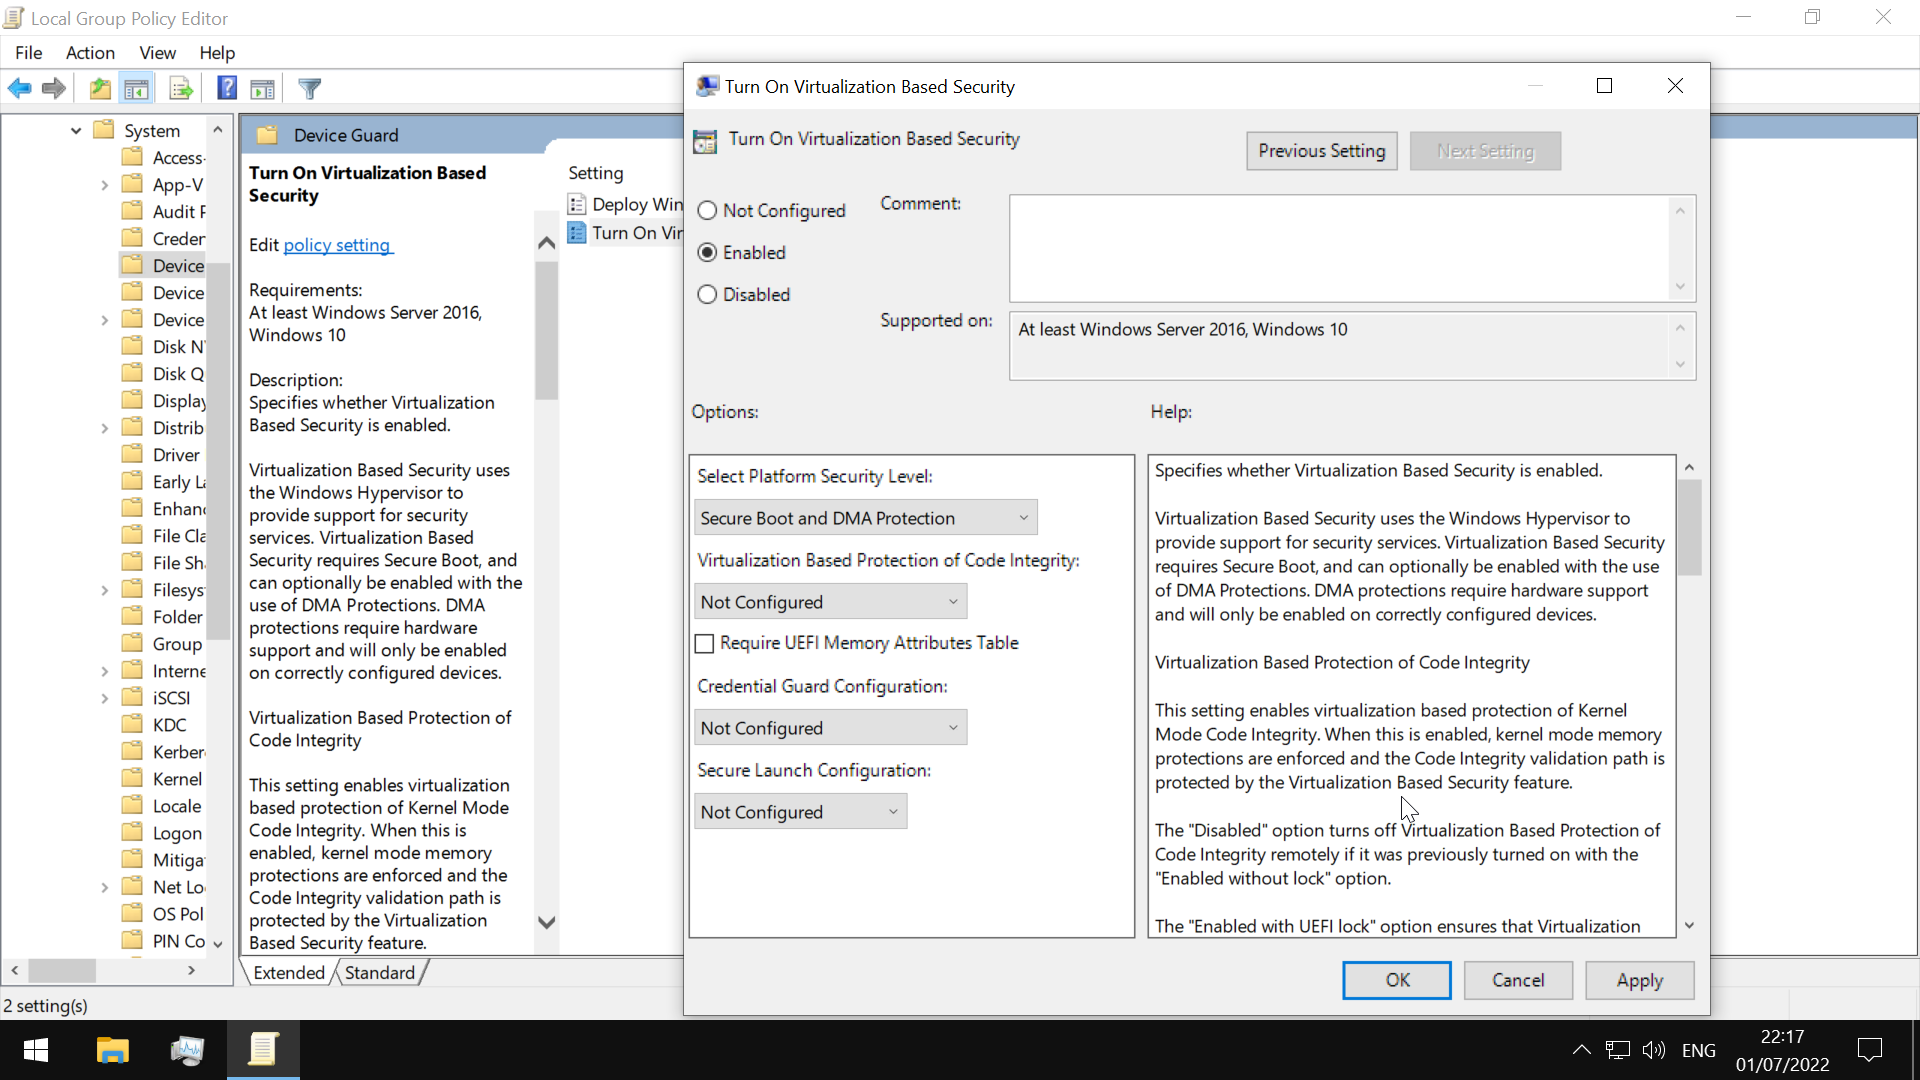 Local Group Policy Editor
File Action View Help
System
Access-
App-V
Audit P
Creden
Device
Device
Device
Disk N
Disk Q
Display
Distrib
Driver
Early La
Enhanc
File Cla
File Sh
Filesys
Folder
Group
Interne
iSCSI
KDC
Kerber
Kernel
Locale
Logon
Mitiga
Net Lo
OS Pol
PIN Co
Device Guard
Turn On Virtualization Based
Security
Edit policy setting
Requirements:
At least Windows Server 2016,
Windows 10
Description:
Specifies whether Virtualization
Based Security is enabled.
Virtualization Based Security uses
the Windows Hypervisor to
provide support for security
services. Virtualization Based
Security requires Secure Boot, and
can optionally be enabled with the
use of DMA Protections. DMA
protections require hardware
support and will only be enabled
on correctly configured devices.
Virtualization Based Protection of
Code Integrity
This setting enables virtualization
based protection of Kernel Mode
Code Integrity. When this is
enabled, kernel mode memory
protections are enforced and the
Code Integrity validation path is
protected by the Virtualization
Based Security feature.
Setting
Deploy Win
Turn On Vir
Extended Standard
2 setting(s)
Turn On Virtualization Based Security
Turn On Virtualization Based Security
Previous Setting Next Setting
Not Configured
Enabled
Disabled
Comment:
Supported on:
At least Windows Server 2016, Windows 10
Options:
Help:
Select Platform Security Level:
Secure Boot and DMA Protection
Virtualization Based Protection of Code Integrity:
Not Configured
Require UEFI Memory Attributes Table
Credential Guard Configuration:
Not Configured
Secure Launch Configuration:
Not Configured
Specifies whether Virtualization Based Security is enabled.
Virtualization Based Security uses the Windows Hypervisor to
provide support for security services. Virtualization Based Security
requires Secure Boot, and can optionally be enabled with the use
of DMA Protections. DMA protections require hardware support
and will only be enabled on correctly configured devices.
Virtualization Based Protection of Code Integrity
This setting enables virtualization based protection of Kernel
Mode Code Integrity. When this is enabled, kernel mode memory
protections are enforced and the Code Integrity validation path is
protected by the Virtualization Based Security feature.
The "Disabled" option turns off Virtualization Based Protection of
Code Integrity remotely if it was previously turned on with the
"Enabled without lock" option.
The "Enabled with UEFI lock" option ensures that Virtualization
OK Cancel Apply
ENG
22:17
01/07/2022